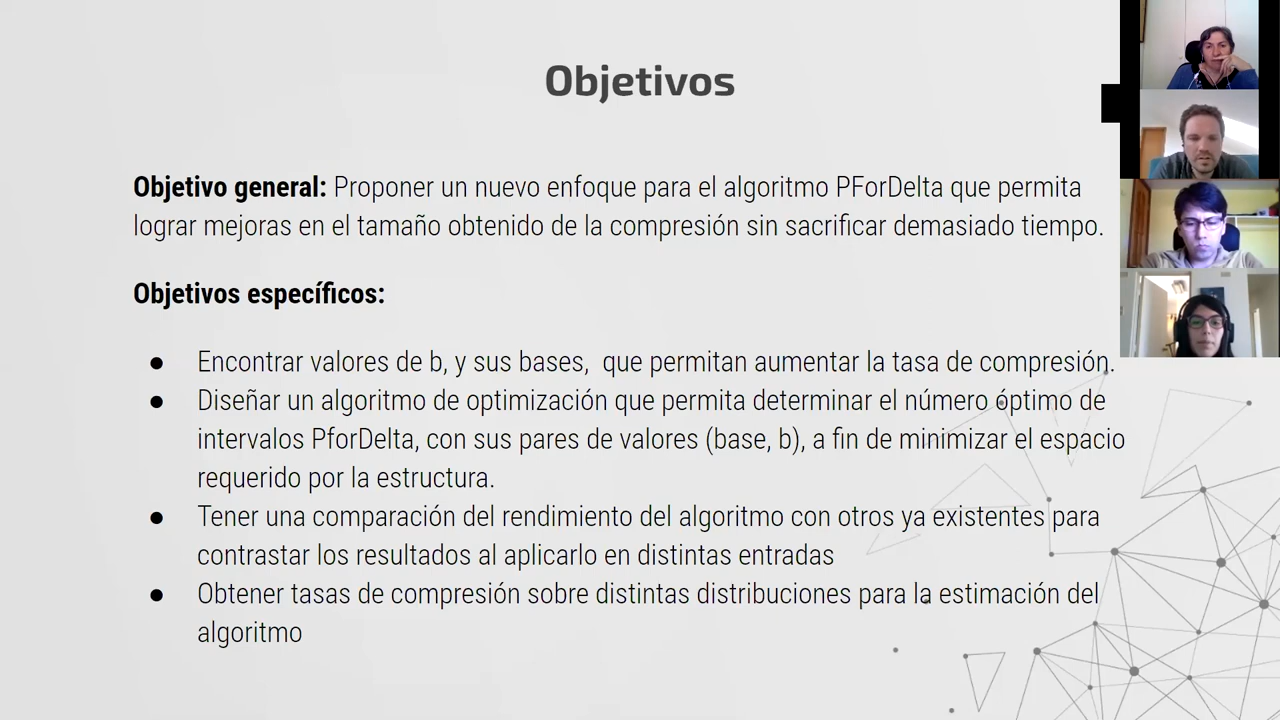 Objetivos
Objetivo general: Proponer un nuevo enfoque para el algoritmo PForDelta que permita
lograr mejoras en el tamaño obtenido de la compresión sin sacrificar demasiado tiempo.
Objetivos específicos:
● Encontrar valores de b, y sus bases,  que permitan aumentar la tasa de compresión.
● Diseñar un algoritmo de optimización que permita determinar el número óptimo de
intervalos PforDelta, con sus pares de valores (base, b), a fin de minimizar el espacio
requerido por la estructura.
● Tener una comparación del rendimiento del algoritmo con otros ya existentes para
contrastar los resultados al aplicarlo en distintas entradas
● Obtener tasas de compresión sobre distintas distribuciones para la estimación del
algoritmo